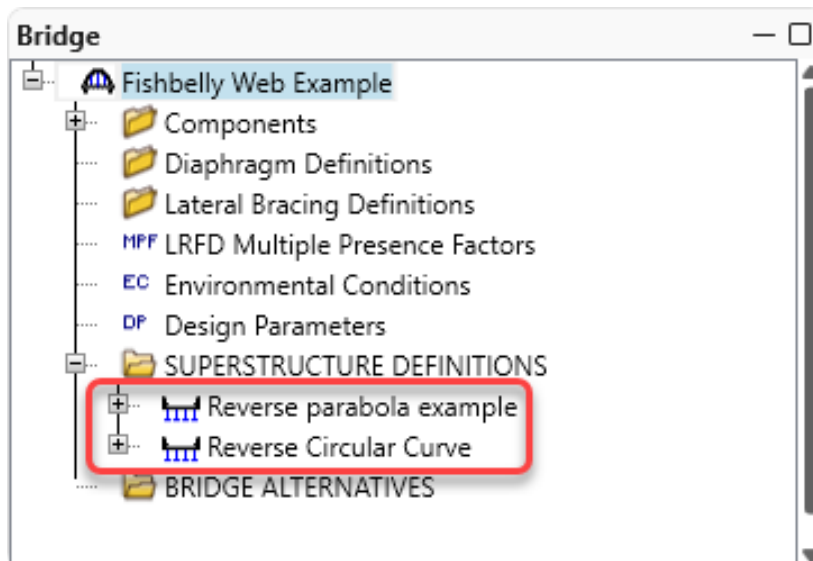 Bridge
Fishbelly Web Example
Components
Diaphragm Definitions
Lateral Bracing Definitions
MPF LRFD Multiple Presence Factors
EC Environmental Conditions
DP Design Parameters
SUPERSTRUCTURE DEFINITIONS
Reverse parabola example
Reverse Circular Curve
BRIDGE ALTERNATIVES